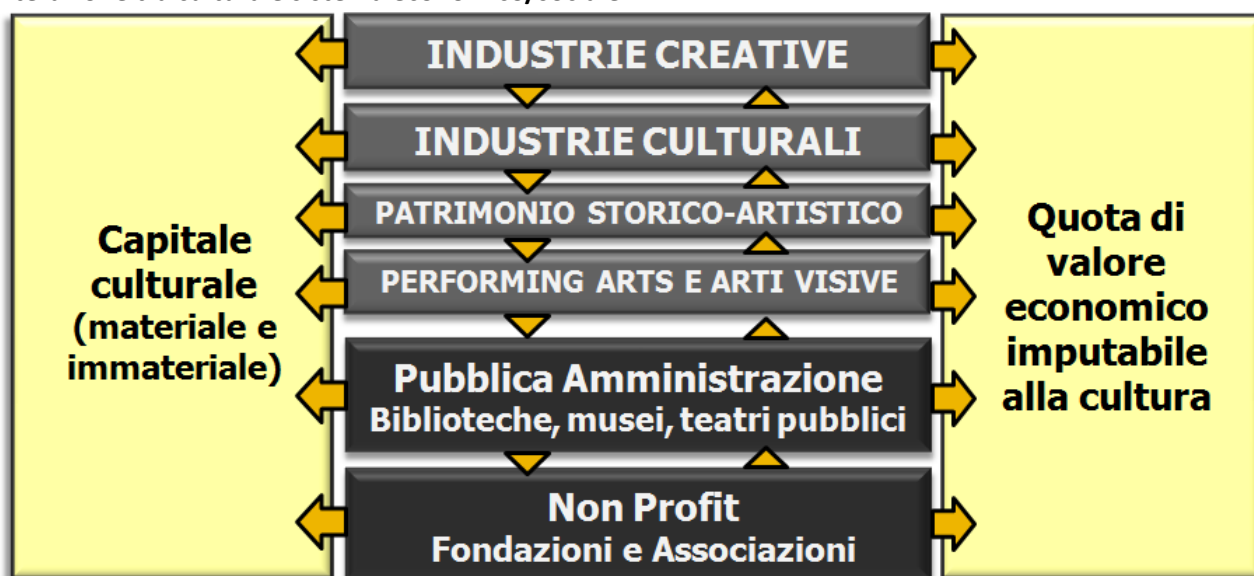 INDUSTRIE CREATIVE
INDUSTRIE CULTURALI
PATRIMONIO STORICO-ARTISTICO
PERFORMING ARTS E ARTI VISIVE
Pubblica Amministrazione
Biblioteche, musei, teatri pubblici
Non Profit
Fondazioni e Associazioni
Capitale
culturale
(materiale e
immateriale)
Quota di
valore
economico
imputabile
alla cultura